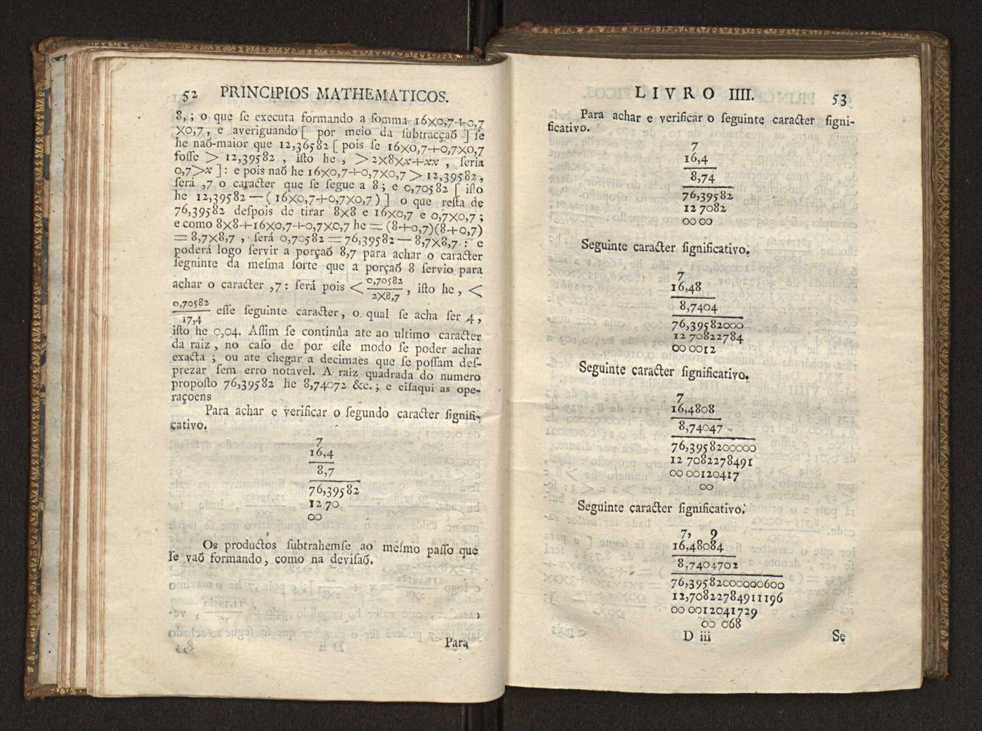 52 PRINCIPIOS MATHEMATICOS.
8,; o que ſe executa formando a ſomma 16×0,7+0,7
×0,7, e averiguando [ por meio da ſubtracçaõ ] ſe
he naõ-maior que 12,36582 [ pois ſe 16×0,7+0,7×0,7
foſſe > 12,39582 , iſto he , > 2×8×x+xx , ſeria
0,7>x ]: e pois naõ he 16×0,7+0,7×0,7 > 12,39582,
ſerá ,7 o caracter que ſe ſegue a 8; e 0,70582 [ iſto
he 12,39582—(16×0,7+0,7×0,7) ] o que reſta de
76,39582 deſpois de tirar 8×8 e 16×0,7 e 0,7×0,7;
e como 8×8+16×0,7+0,7×0,7 he = (8+0,7)(8+0,7)
= 8,7×8,7 , ſerá 0,70582 = 76,39582 — 8,7×8,7 : e
poderá logo ſervir a porçaõ 8,7 para achar o caracter
ſegninte da meſma ſorte que a porçaõ 8 ſervio para
achar o caracter ,7: ſerá pois < 0,70582/2×8,7 , iſto he, <
0,70582/17,4 eſſe ſeguinte caracter, o qual ſe acha ſer 4,
iſto he 0,04. Aſſim ſe continúa ate ao ultimo caracter
da raiz, no caſo de por eſte modo ſe poder achar
exacta ; ou ate chegar a decimaes que ſe poſſam deſ-
prezar ſem erro notavel. A raiz quadrada do numero
propoſto 76,39582 he 8,74072 &c.; e eiſaqui as ope-
raçoens
Para achar e verificar o ſegundo caracter ſignifi-
cativo.
7
16,4
8,7
76,39582
12 70
00
Os productos ſubtrahemſe ao meſmo paſſo que
ſe vaõ formando, como na deviſaõ.
Para
LIVRO IIII. 53
Para achar e verificar o ſeguinte caracter ſigni-
ficativo.
7
16,4
8,74
76,39582
12 7082
00 00
Seguinte caracter ſignificativo.
7
16,48
8,7404
76,39582000
12 70822784
00 0012
Seguinte caracter ſignificativo.
7
16,4808
8,74047
76,3958200000
12 7082278491
00 00120417
00
Seguinte caracter ſignificativo.
7, 9
16,48084
8,7404702
76,39582000000600
12,70822784911196
00 0012041729
00 068
D iii Se